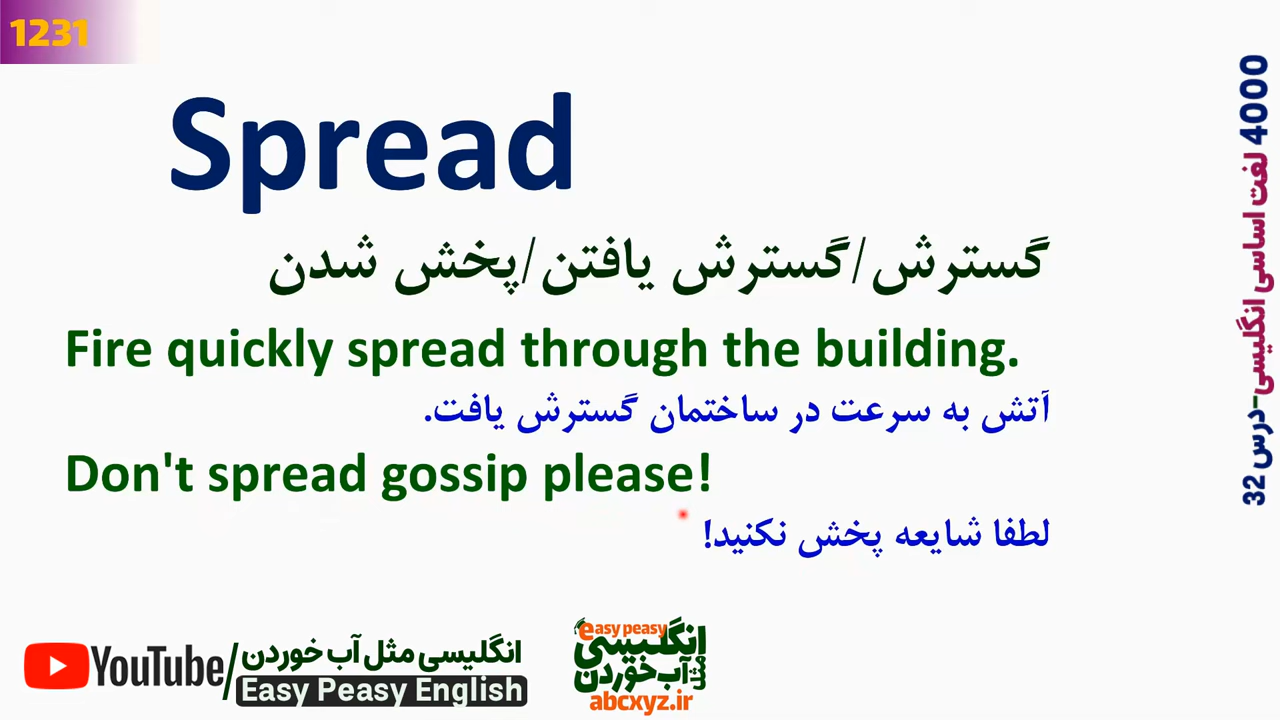 1231
Spread
گسترش/گسترش یافتن/پخش شدن
Fire quickly spread through the building.
آتش به سرعت در ساختمان گسترش یافت.
Don't spread gossip please!
لطفا شایعه پخش نکنید!
4000 لغت اساسی انگلیسی-درس 32
YouTube/انگلیسی مثل آب خوردن
Easy Peasy English
easy peasy
انگلیسی
مثل آب خوردن
abcxyz.ir